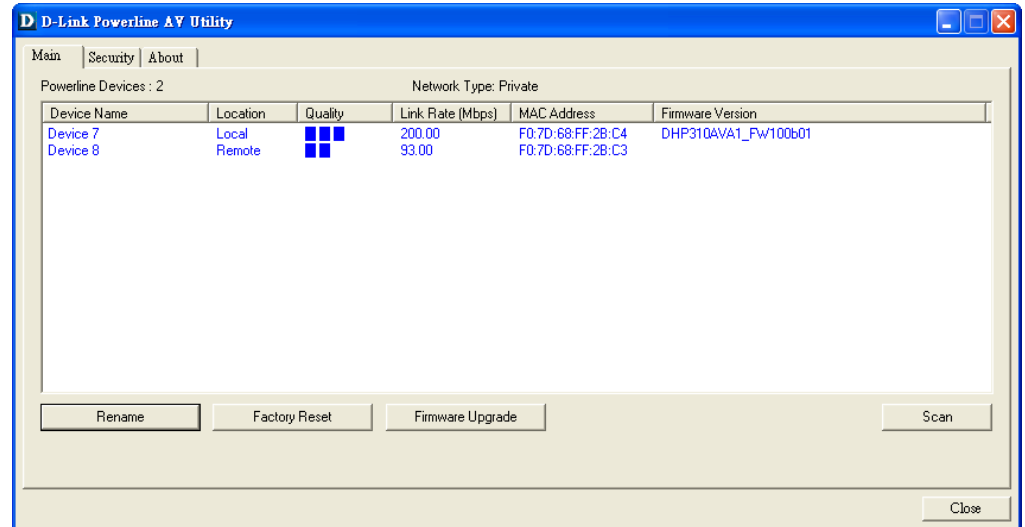 D D-Link Powerline AV Utility
Main Security About
Powerline Devices : 2 Network Type: Private
Device Name Location Quality Link Rate (Mbps) MAC Address Firmware Version
Device 7 Local 200.00 F0:7D:68:FF:2B:C4 DHP310AVA1_FW100b01
Device 8 Remote 93.00 F0:7D:68:FF:2B:C3
Rename Factory Reset Firmware Upgrade Scan
Close